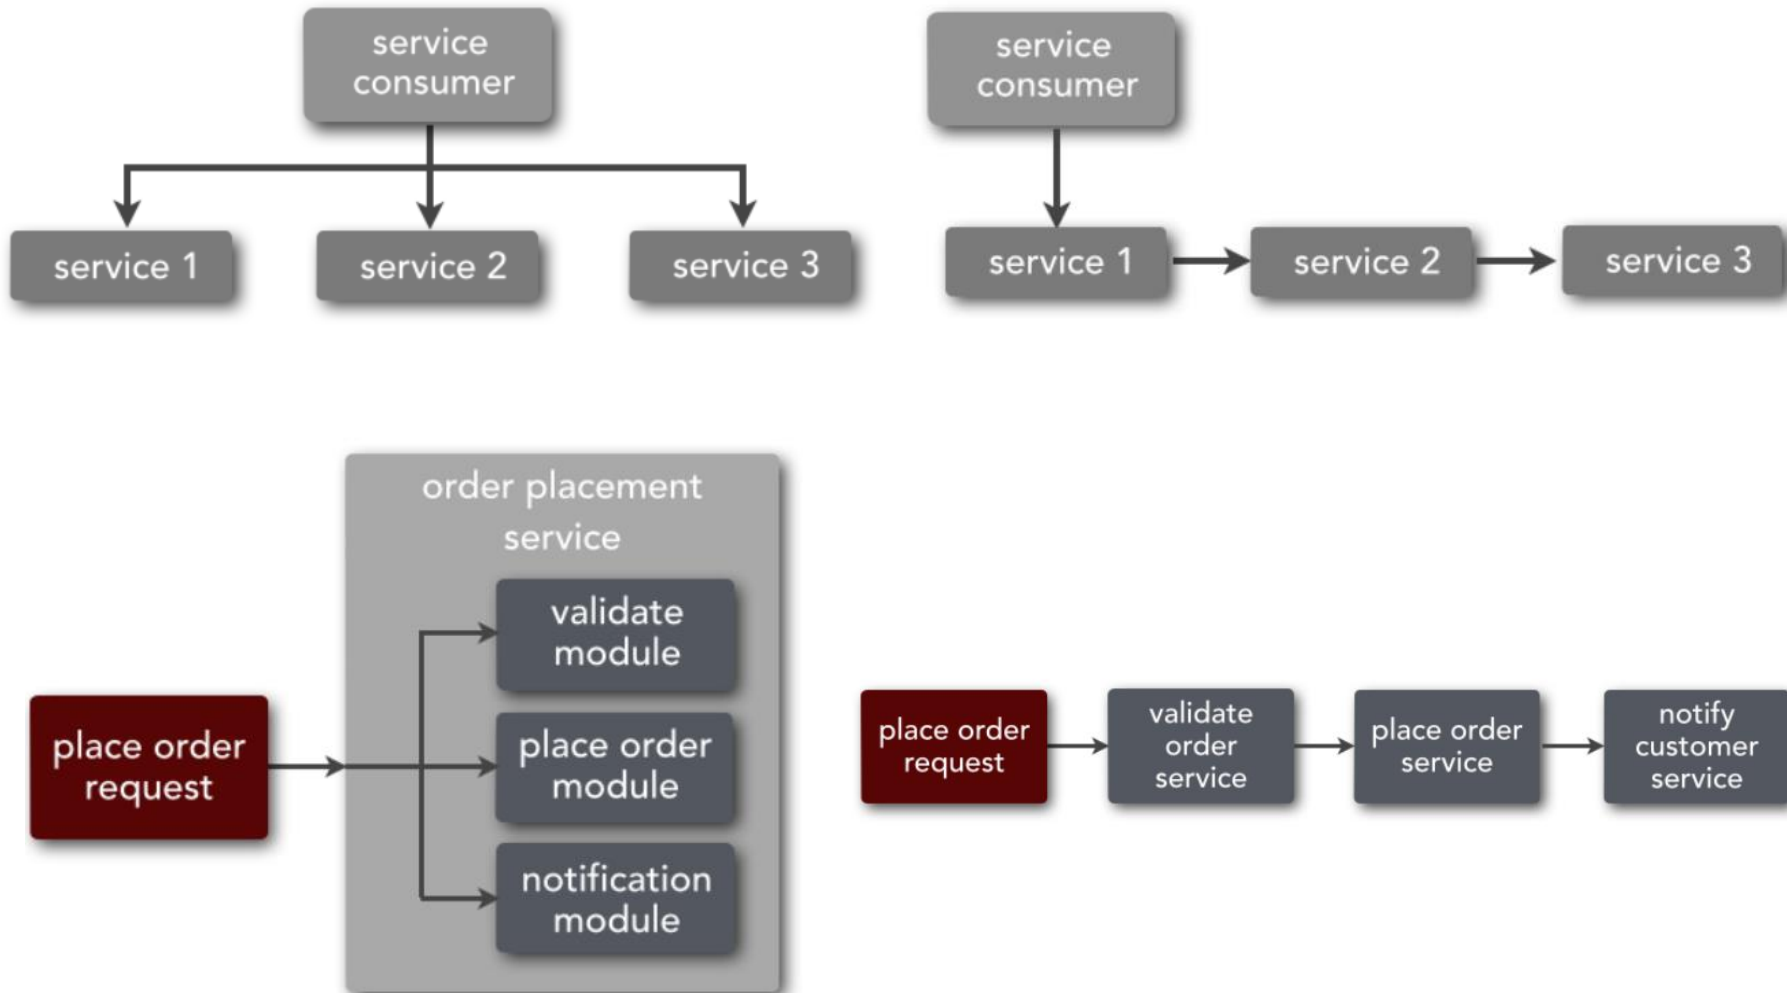 service
consumer
service 1
service 2
service 3
service
consumer
service 1
service 2
service 3
order placement
service
validate
module
place order
request
place order
module
notification
module
place order
request
validate
order
service
place order
service
notify
customer
service